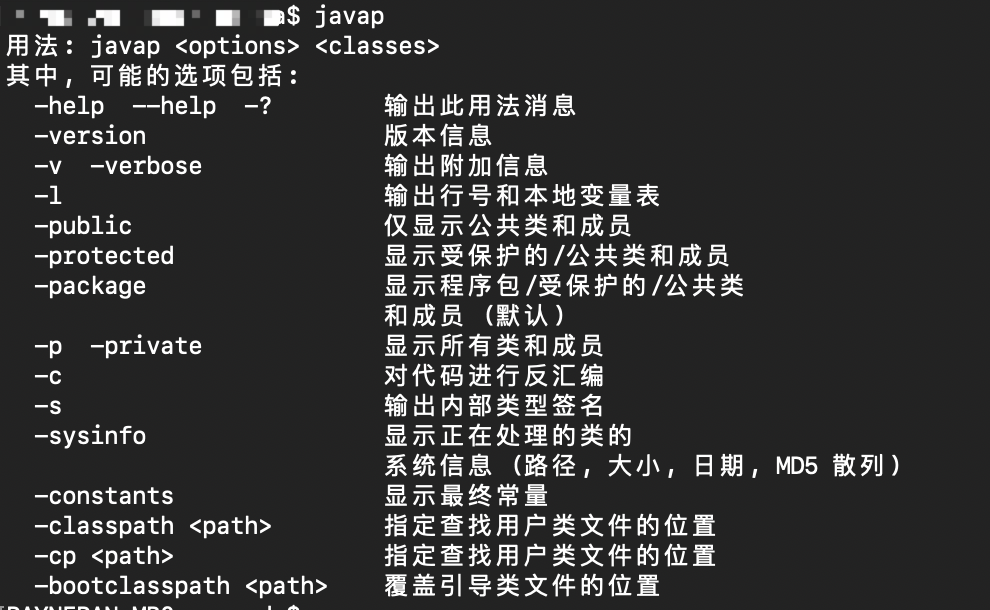 $ javap
用法: javap <options> <classes>
其中, 可能的选项包括:
-help --help -? 输出此用法消息
-version 版本信息
-v -verbose 输出附加信息
-l 输出行号和本地变量表
-public 仅显示公共类和成员
-protected 显示受保护的/公共类和成员
-package 显示程序包/受保护的/公共类
和成员 (默认)
-p -private 显示所有类和成员
-c 对代码进行反汇编
-s 输出内部类型签名
-sysinfo 显示正在处理的类的
系统信息 (路径, 大小, 日期, MD5 散列)
-constants 显示最终常量
-classpath <path> 指定查找用户类文件的位置
-cp <path> 指定查找用户类文件的位置
-bootclasspath <path> 覆盖引导类文件的位置